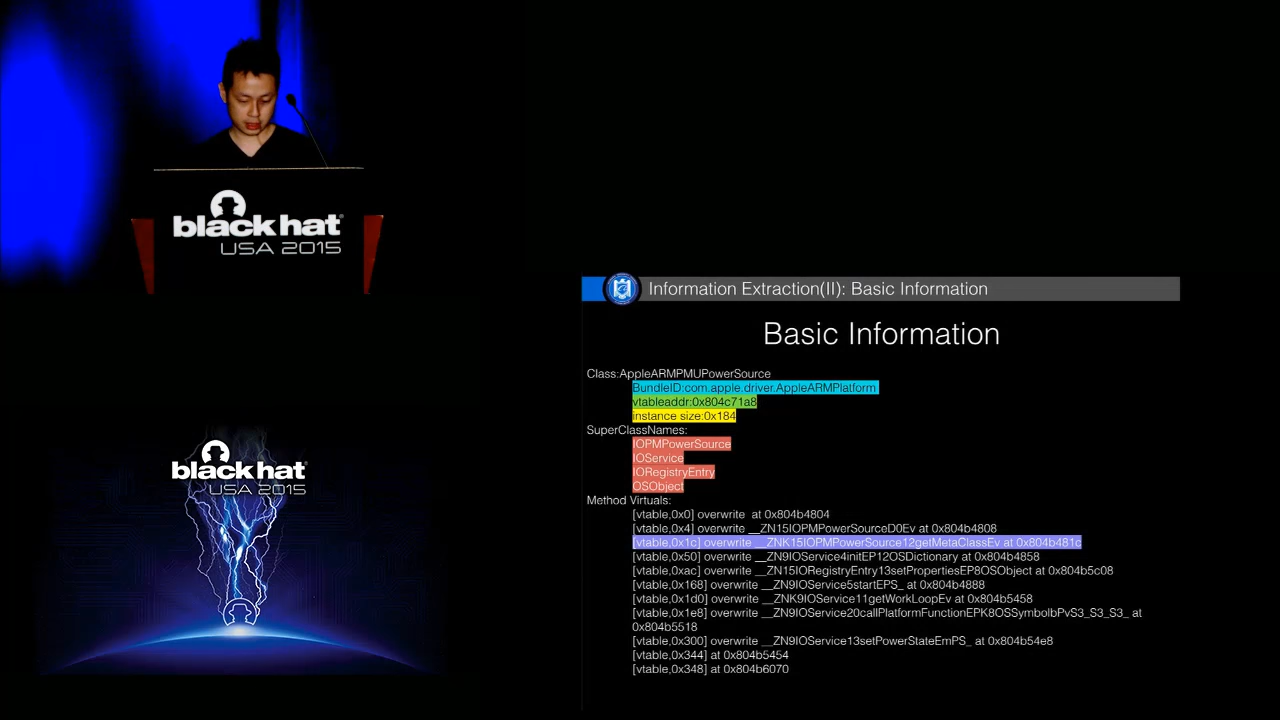 black hat
USA 2015
Information Extraction(II): Basic Information
Basic Information
Class:AppleARMPMUPowerSource
BundleID:com.apple.driver.AppleARMPlatform
vtableaddr:0x804c71a8
instance size:0x184
SuperClassNames:
IOPMPowerSource
IOService
IORegistryEntry
OSObject
Method Virtuals:
[vtable,0x0] overwrite  at 0x804b4804
[vtable,0x4] overwrite __ZN15IOPMPowerSourceD0Ev at 0x804b4808
[vtable,0x1c] overwrite __ZNK15IOPMPowerSource12getMetaClassEv at 0x804b481c
[vtable,0x50] overwrite __ZN9IOService4initEP12OSDictionary at 0x804b4858
[vtable,0xac] overwrite __ZN15IORegistryEntry13setPropertiesEP8OSObject at 0x804b5c08
[vtable,0x168] overwrite __ZN9IOService5startEPS_ at 0x804b4888
[vtable,0x1d0] overwrite __ZNK9IOService11getWorkLoopEv at 0x804b5458
[vtable,0x1e8] overwrite __ZN9IOService20callPlatformFunctionEPK8OSSymbolbPvS3_S3_S3_ at
0x804b5518
[vtable,0x300] overwrite __ZN9IOService13setPowerStateEmPS_ at 0x804b54e8
[vtable,0x344] at 0x804b5454
[vtable,0x348] at 0x804b6070
black hat
USA 2015